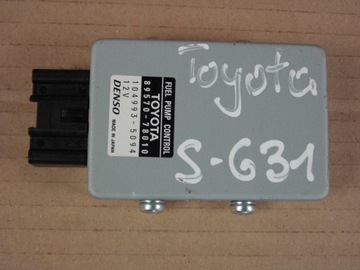 FUEL PUMP CONTROL
TOYOTA
89570-78010
104993-5094
12V
DENSO MADE IN JAPAN
Toyota
S-G31